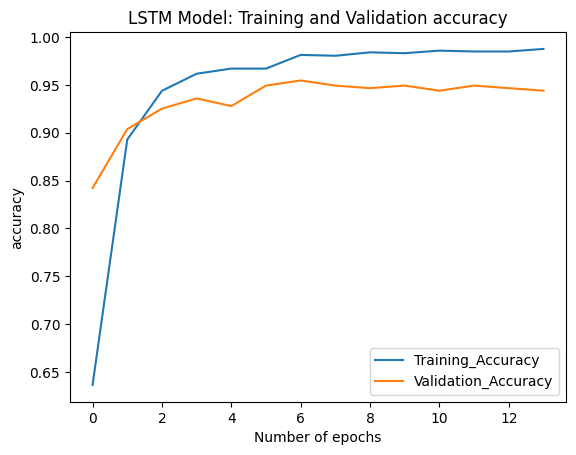 LSTM Model: Training and Validation accuracy
1.00
0.95
0.90
0.85
0.80
0.75
0.70
0.65
accuracy
Training_Accuracy
Validation_Accuracy
0 2 4 6 8 10 12
Number of epochs